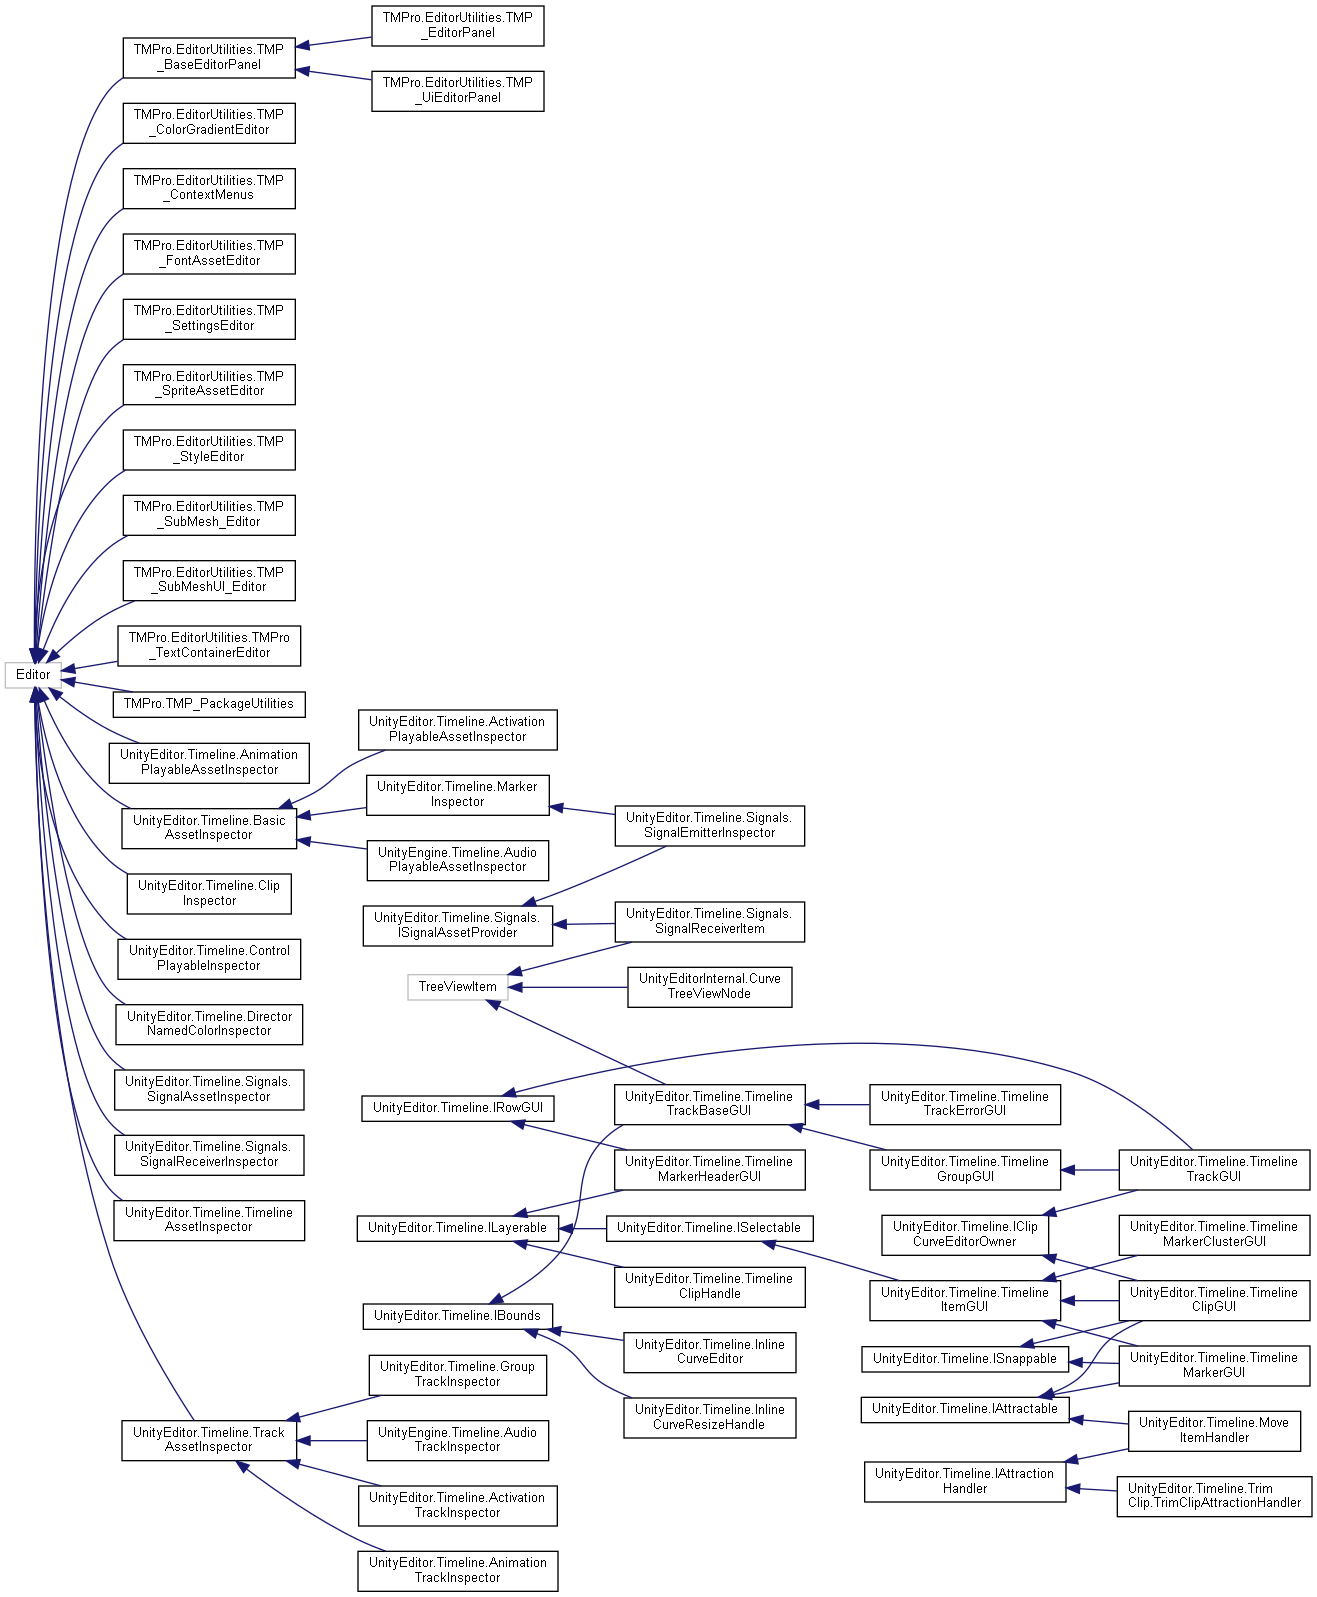 TMPro.EditorUtilities.TMP
_EditorPanel
TMPro.EditorUtilities.TMP
_BaseEditorPanel
TMPro.EditorUtilities.TMP
_UiEditorPanel
TMPro.EditorUtilities.TMP
_ColorGradientEditor
TMPro.EditorUtilities.TMP
_ContextMenus
TMPro.EditorUtilities.TMP
_FontAssetEditor
TMPro.EditorUtilities.TMP
_SettingsEditor
TMPro.EditorUtilities.TMP
_SpriteAssetEditor
TMPro.EditorUtilities.TMP
_StyleEditor
TMPro.EditorUtilities.TMP
_SubMesh_Editor
TMPro.EditorUtilities.TMP
_SubMeshUI_Editor
TMPro.EditorUtilities.TMPro
_TextContainerEditor
Editor
TMPro.TMP_PackageUtilities
UnityEditor.Timeline.Animation
PlayableAssetInspector
UnityEditor.Timeline.Basic
AssetInspector
UnityEditor.Timeline.Clip
Inspector
UnityEditor.Timeline.Control
PlayableInspector
UnityEditor.Timeline.Director
NamedColorInspector
UnityEditor.Timeline.Signals.
SignalAssetInspector
UnityEditor.Timeline.Signals.
SignalReceiverInspector
UnityEditor.Timeline.Timeline
AssetInspector
UnityEditor.Timeline.Track
AssetInspector
UnityEditor.Timeline.Activation
PlayableAssetInspector
UnityEditor.Timeline.Marker
Inspector
UnityEngine.Timeline.Audio
PlayableAssetInspector
UnityEditor.Timeline.Signals.
ISignalAssetProvider
TreeViewItem
UnityEditor.Timeline.IRowGUI
UnityEditor.Timeline.ILayerable
UnityEditor.Timeline.IBounds
UnityEditor.Timeline.Group
TrackInspector
UnityEngine.Timeline.Audio
TrackInspector
UnityEditor.Timeline.Activation
TrackInspector
UnityEditor.Timeline.Animation
TrackInspector
UnityEditor.Timeline.Signals.
SignalEmitterInspector
UnityEditor.Timeline.Signals.
SignalReceiverItem
UnityEditorInternal.Curve
TreeViewNode
UnityEditor.Timeline.Timeline
TrackBaseGUI
UnityEditor.Timeline.Timeline
MarkerHeaderGUI
UnityEditor.Timeline.ISelectable
UnityEditor.Timeline.Timeline
ClipHandle
UnityEditor.Timeline.Inline
CurveEditor
UnityEditor.Timeline.Inline
CurveResizeHandle
UnityEditor.Timeline.Timeline
TrackErrorGUI
UnityEditor.Timeline.Timeline
GroupGUI
UnityEditor.Timeline.IClip
CurveEditorOwner
UnityEditor.Timeline.Timeline
ItemGUI
UnityEditor.Timeline.ISnappable
UnityEditor.Timeline.IAttractable
UnityEditor.Timeline.IAttraction
Handler
UnityEditor.Timeline.Timeline
TrackGUI
UnityEditor.Timeline.Timeline
MarkerClusterGUI
UnityEditor.Timeline.Timeline
ClipGUI
UnityEditor.Timeline.Timeline
MarkerGUI
UnityEditor.Timeline.Move
ItemHandler
UnityEditor.Timeline.Trim
Clip.TrimClipAttractionHandler